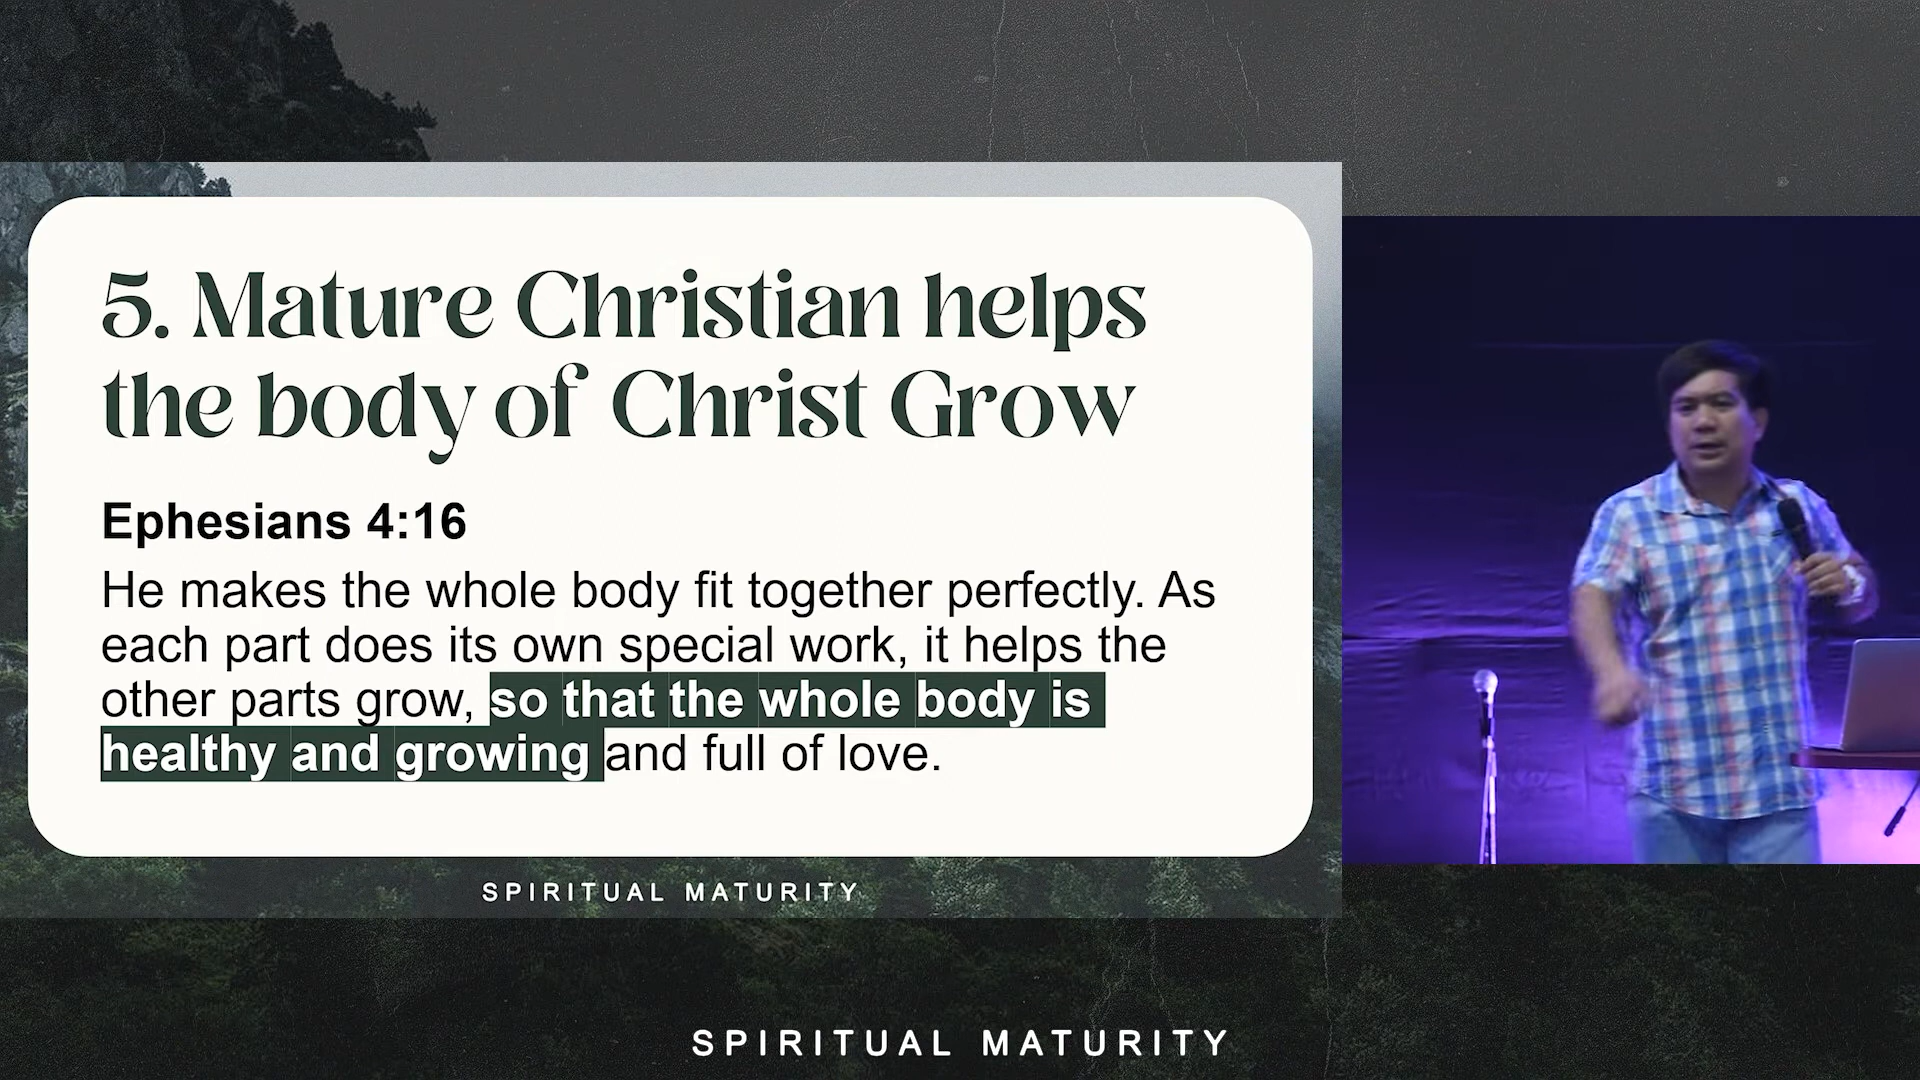 5. Mature Christian helps
the body of Christ Grow
Ephesians 4:16
He makes the whole body fit together perfectly. As
each part does its own special work, it helps the
other parts grow, so that the whole body is
healthy and growing and full of love.
SPIRITUAL MATURITY
SPIRITUAL MATURITY